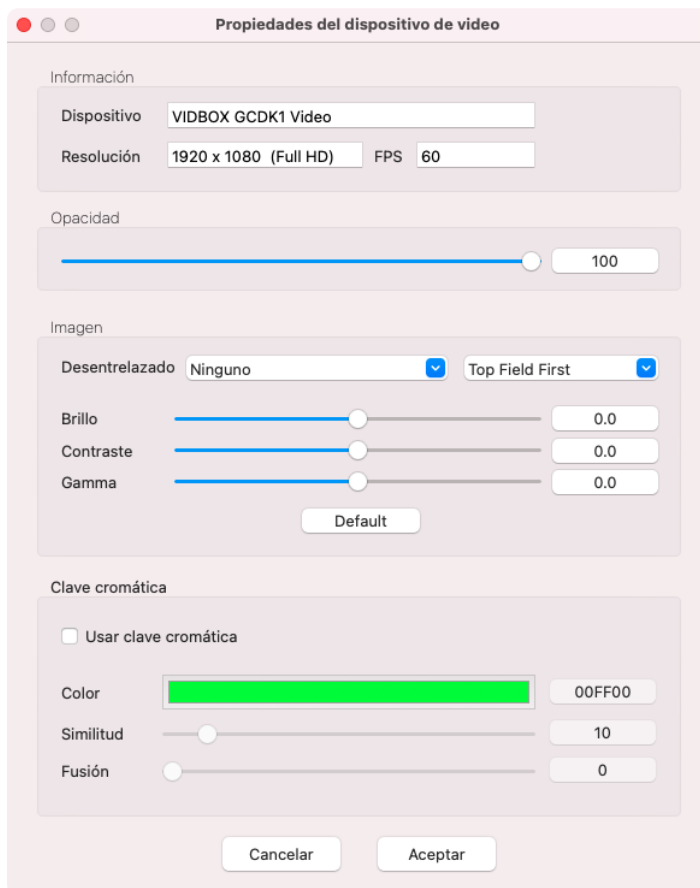 Propiedades del dispositivo de video
Información
Dispositivo VIDBOX GCDK1 Video
Resolución 1920 x 1080 (Full HD) FPS 60
Opacidad
100
Imagen
Desentrelazado Ninguno Top Field First
Brillo 0.0
Contraste 0.0
Gamma 0.0
Default
Clave cromática
Usar clave cromática
Color 00FF00
Similitud 10
Fusión 0
Cancelar Aceptar